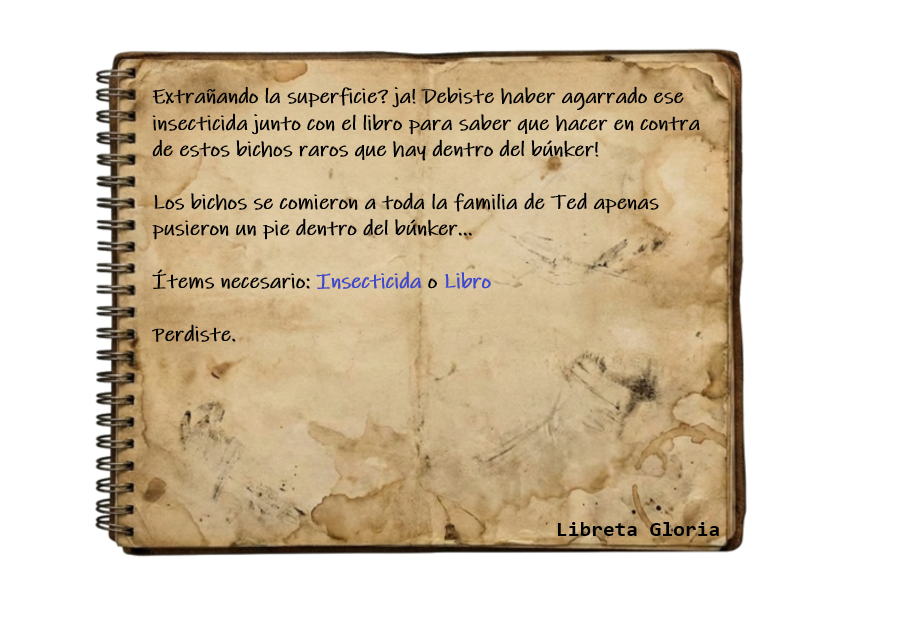 Extrañando la superficie? ja! Debiste haber agarrado ese
insecticida junto con el libro para saber que hacer en contra
de estos bichos raros que hay dentro del búnker!
Los bichos se comieron a toda la familia de Ted apenas
pusieron un pie dentro del búnker...
Ítems necesario: Insecticida o Libro
Perdiste.
Libreta Gloria